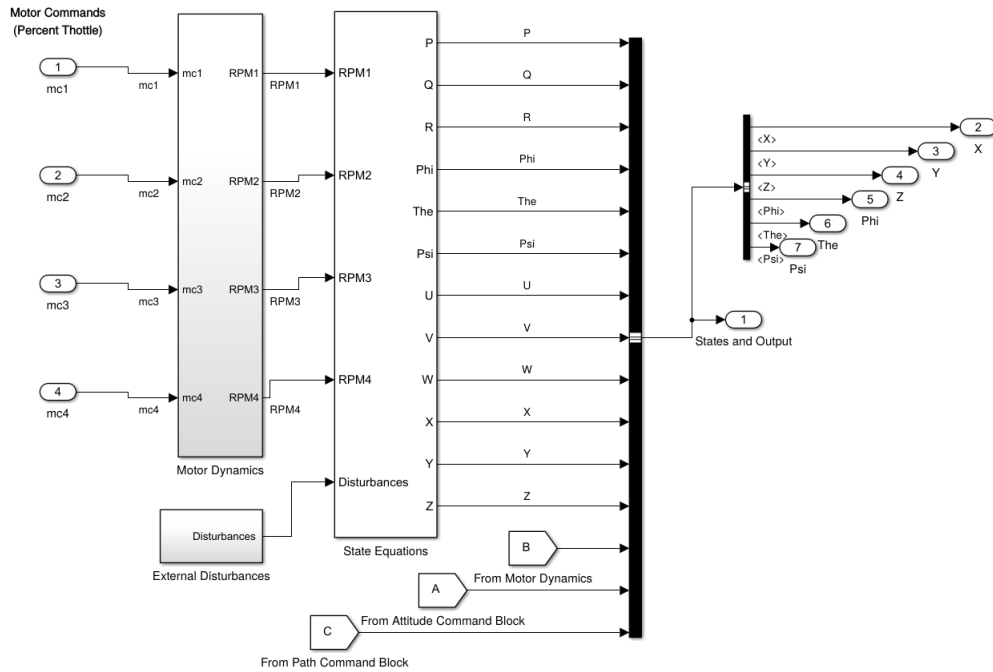 Motor Commands
(Percent Thottle)
1
mc1
mc1
2
mc2
mc2
3
mc3
mc3
4
mc4
mc4
mc1
RPM1
mc2
RPM2
mc3
RPM3
mc4
RPM4
Motor Dynamics
RPM1
RPM2
RPM3
RPM4
Disturbances
External Disturbances
RPM1
RPM2
RPM3
RPM4
Disturbances
P
Q
R
Phi
The
Psi
U
V
W
X
Y
Z
State Equations
P
Q
R
Phi
The
Psi
U
V
W
X
Y
Z
B
From Motor Dynamics
A
From Attitude Command Block
C
From Path Command Block
<X>
<Y>
<Z>
<Phi>
<The>
<Psi>
2
X
3
Y
4
Z
5
Phi
6
The
7
Psi
1
States and Output